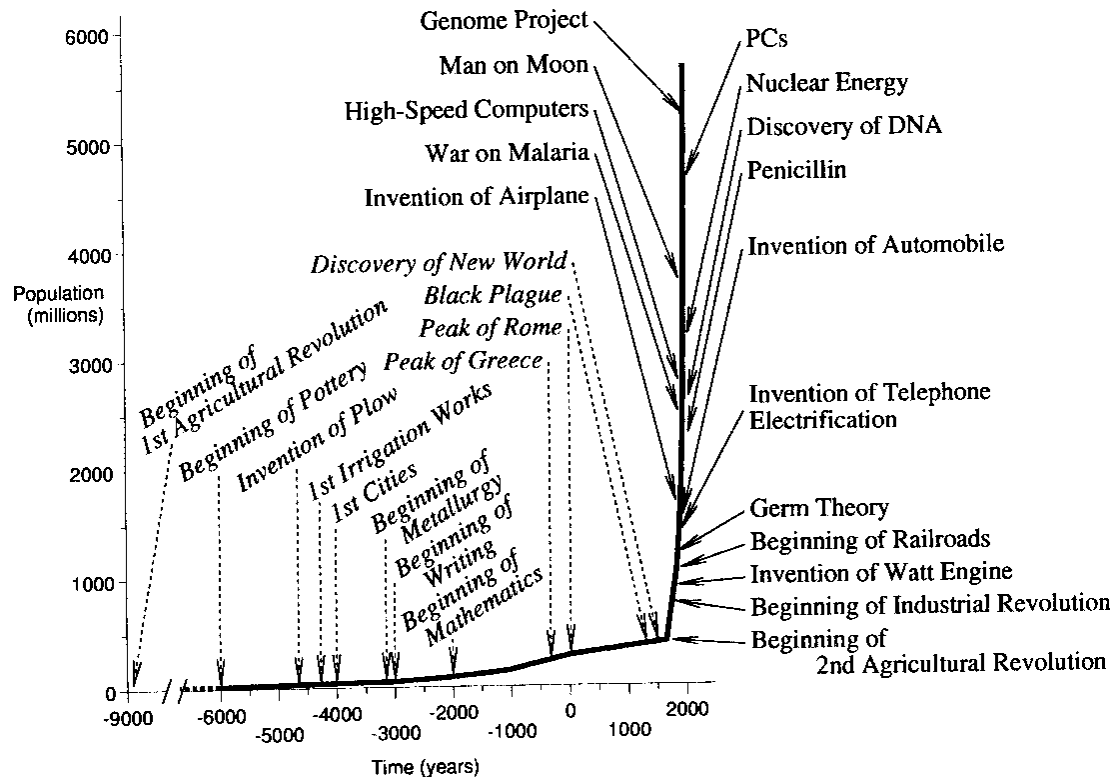 6000
5000
4000
3000
2000
1000
0
Population
(millions)
Genome Project
Man on Moon
High-Speed Computers
War on Malaria
Invention of Airplane
Discovery of New World
Black Plague
Peak of Rome
Peak of Greece
PCs
Nuclear Energy
Discovery of DNA
Penicillin
Invention of Automobile
Invention of Telephone
Electrification
Germ Theory
Beginning of Railroads
Invention of Watt Engine
Beginning of Industrial Revolution
Beginning of
2nd Agricultural Revolution
Beginning of
1st Agricultural Revolution
Beginning of Pottery
Invention of Plow
1st Irrigation Works
1st Cities
Beginning of
Metallurgy
Beginning of
Writing
Beginning of
Mathematics
-9000 -6000 -4000 -2000 0 2000
-5000 -3000 -1000 1000
Time (years)